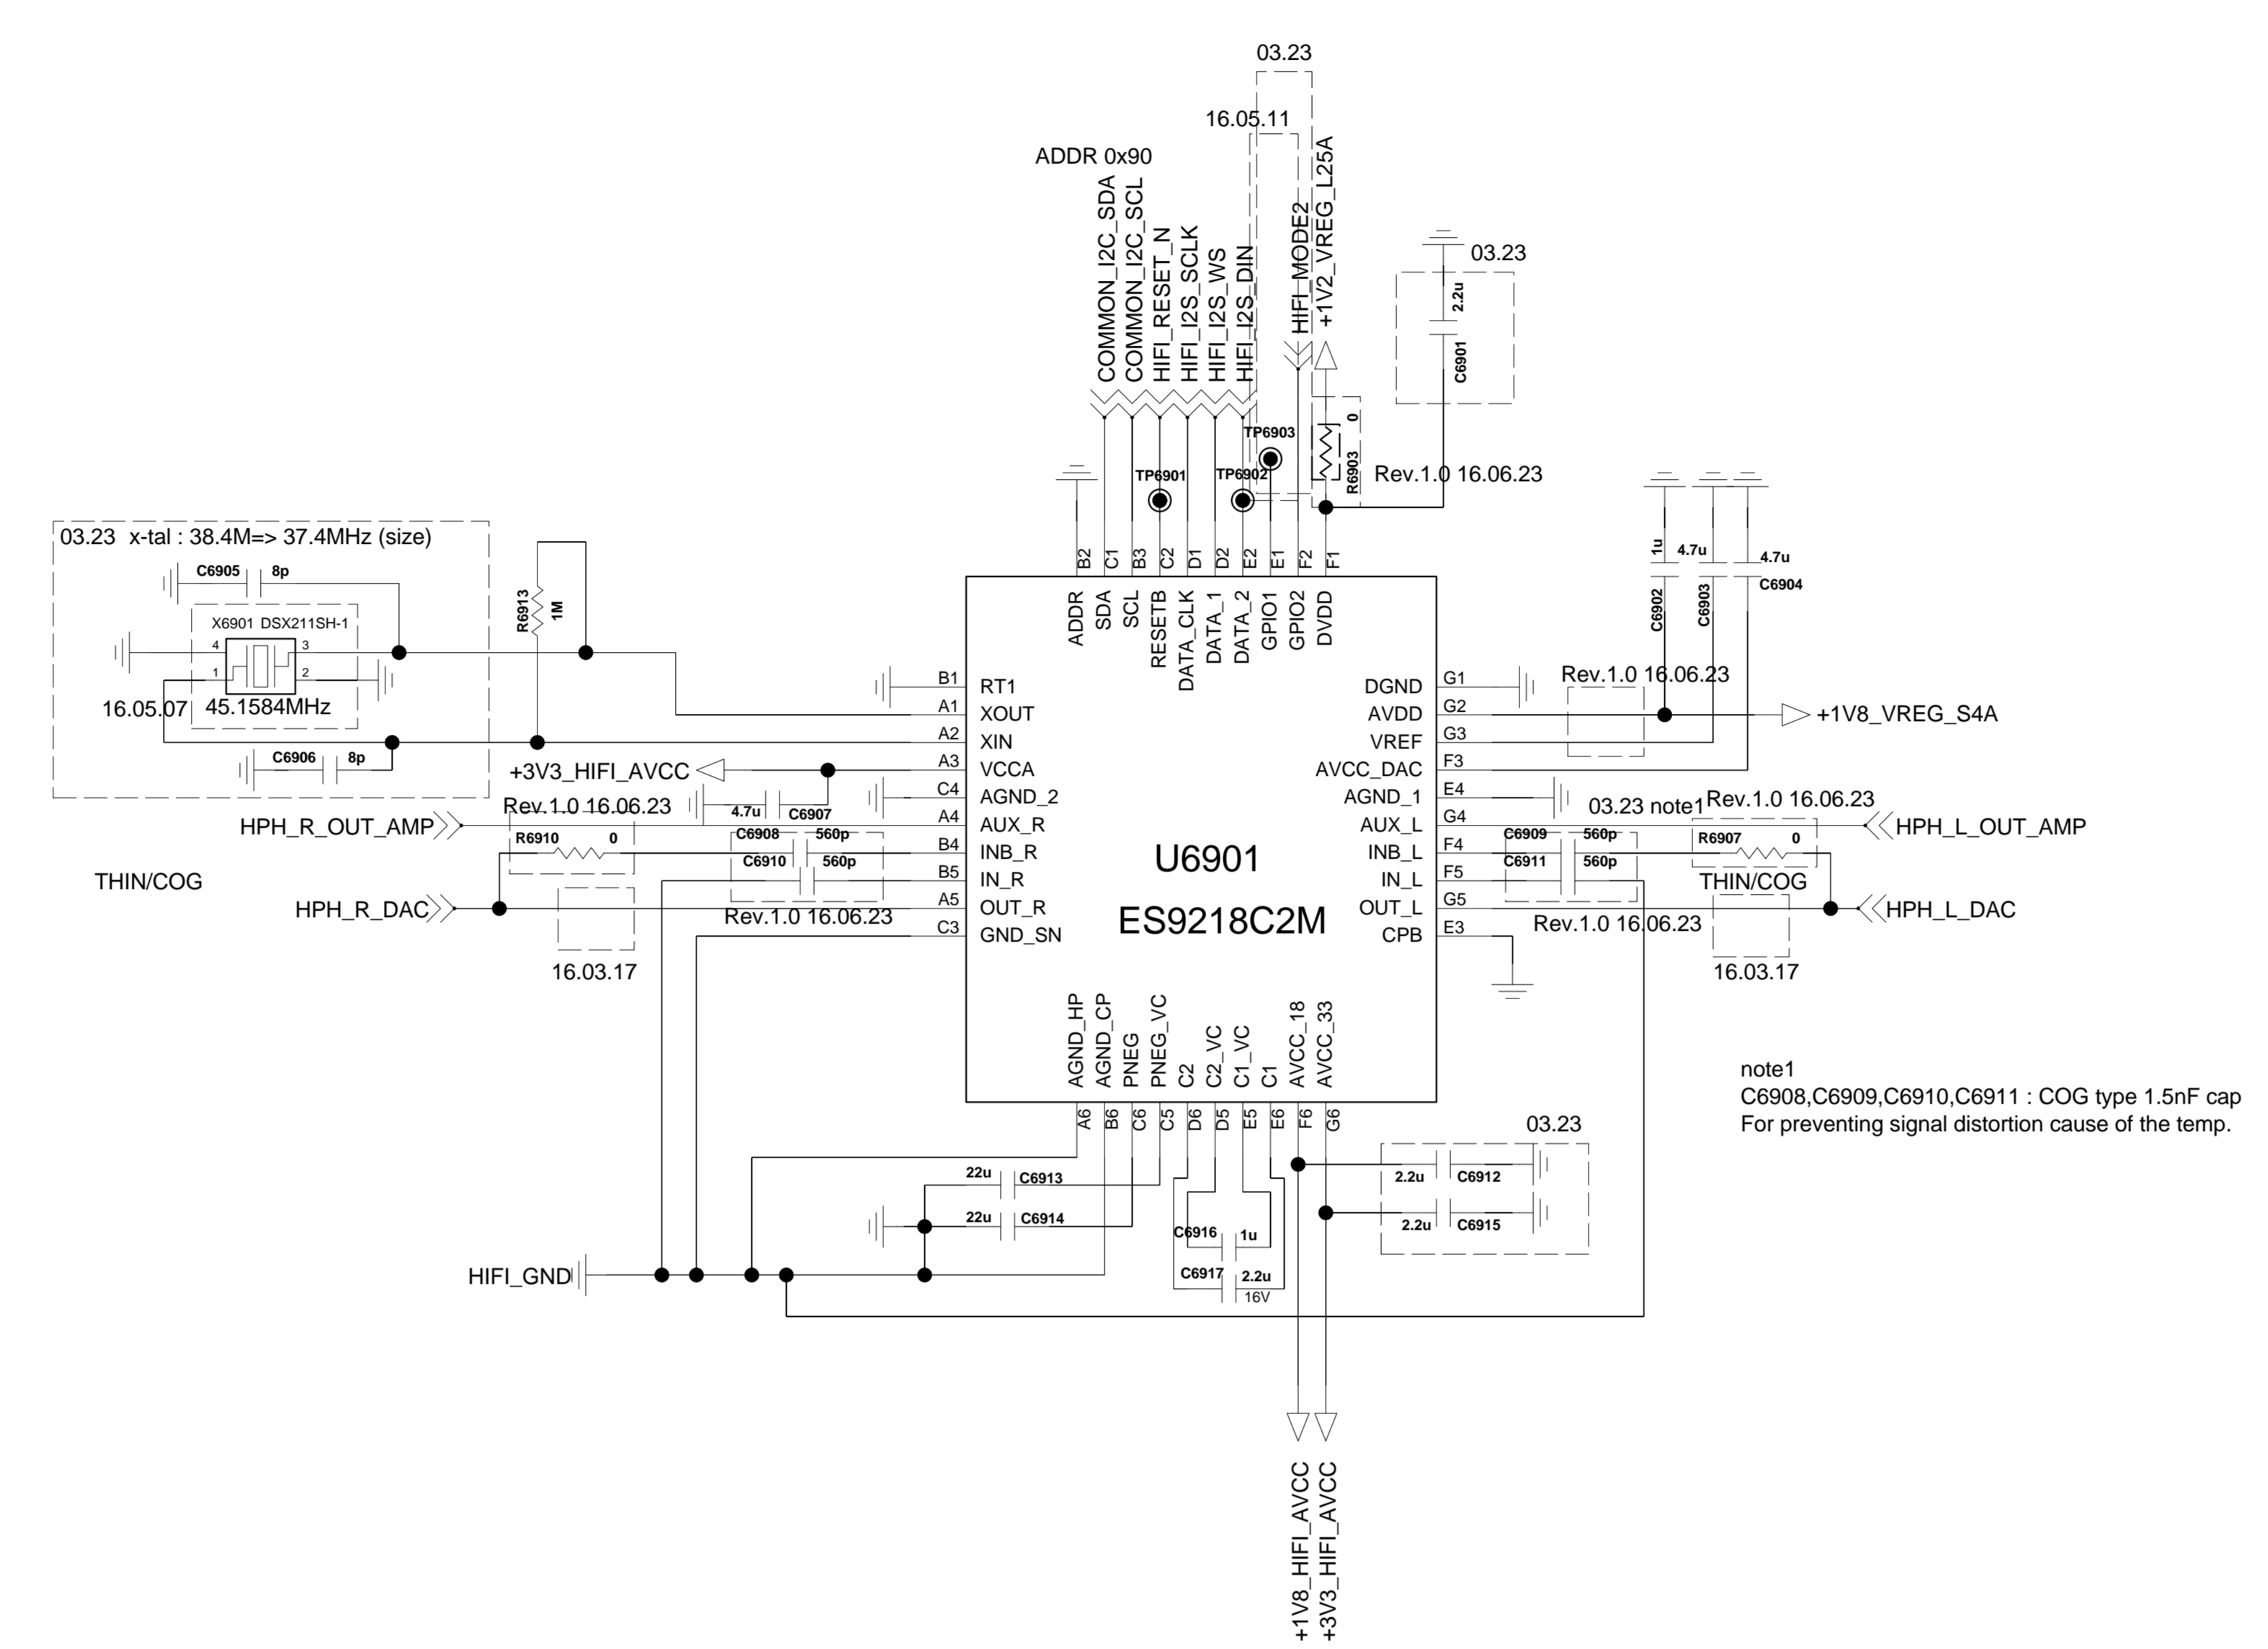 03.23
16.05.11
ADDR 0x90
COMMON_I2C_SDA
COMMON_I2C_SCL
HIFI_RESET_N
HIFI_I2S_SCLK
HIFI_I2S_WS
HIFI_I2S_DIN
HIFI_MODE2
+1V2_VREG_L25A
03.23
2.2u
C6901
TP6903
TP6901
TP6902
0
R6903
Rev.1.0 16.06.23
B2
C1
B3
C2
D1
D2
E2
E1
F2
F1
ADDR
SDA
SCL
RESETB
DATA_CLK
DATA_1
DATA_2
GPIO1
GPIO2
DVDD
1u
C6902
4.7u
C6903
4.7u
C6904
03.23 x-tal : 38.4M=> 37.4MHz (size)
C6905 8p
X6901 DSX211SH-1
4 3
1 2
16.05.07
45.1584MHz
C6906 8p
R6913
1M
+3V3_HIFI_AVCC
4.7u C6907
Rev.1.0 16.06.23
HPH_R_OUT_AMP
R6910 0
C6908 560p
C6910 560p
THIN/COG
HPH_R_DAC
Rev.1.0 16.06.23
16.03.17
B1 RT1
A1 XOUT
A2 XIN
A3 VCCA
C4 AGND_2
A4 AUX_R
B4 INB_R
B5 IN_R
A5 OUT_R
C3 GND_SN
U6901
ES9218C2M
DGND G1
AVDD G2
VREF G3
AVCC_DAC F3
AGND_1 E4
AUX_L G4
INB_L F4
IN_L F5
OUT_L G5
CPB E3
Rev.1.0 16.06.23
+1V8_VREG_S4A
03.23 note1
Rev.1.0 16.06.23
HPH_L_OUT_AMP
C6909 560p
C6911 560p
R6907 0
THIN/COG
HPH_L_DAC
Rev.1.0 16.06.23
16.03.17
AGND_HP
AGND_CP
PNEG
PNEG_VC
C2
C2_VC
C1_VC
C1
AVCC_18
AVCC_33
A6
B6
C6
C5
D6
D5
E5
E6
F6
G6
note1
C6908,C6909,C6910,C6911 : COG type 1.5nF cap
For preventing signal distortion cause of the temp.
03.23
2.2u C6912
2.2u C6915
22u C6913
22u C6914
C6916 1u
C6917 2.2u
16V
HIFI_GND
+1V8_HIFI_AVCC
+3V3_HIFI_AVCC